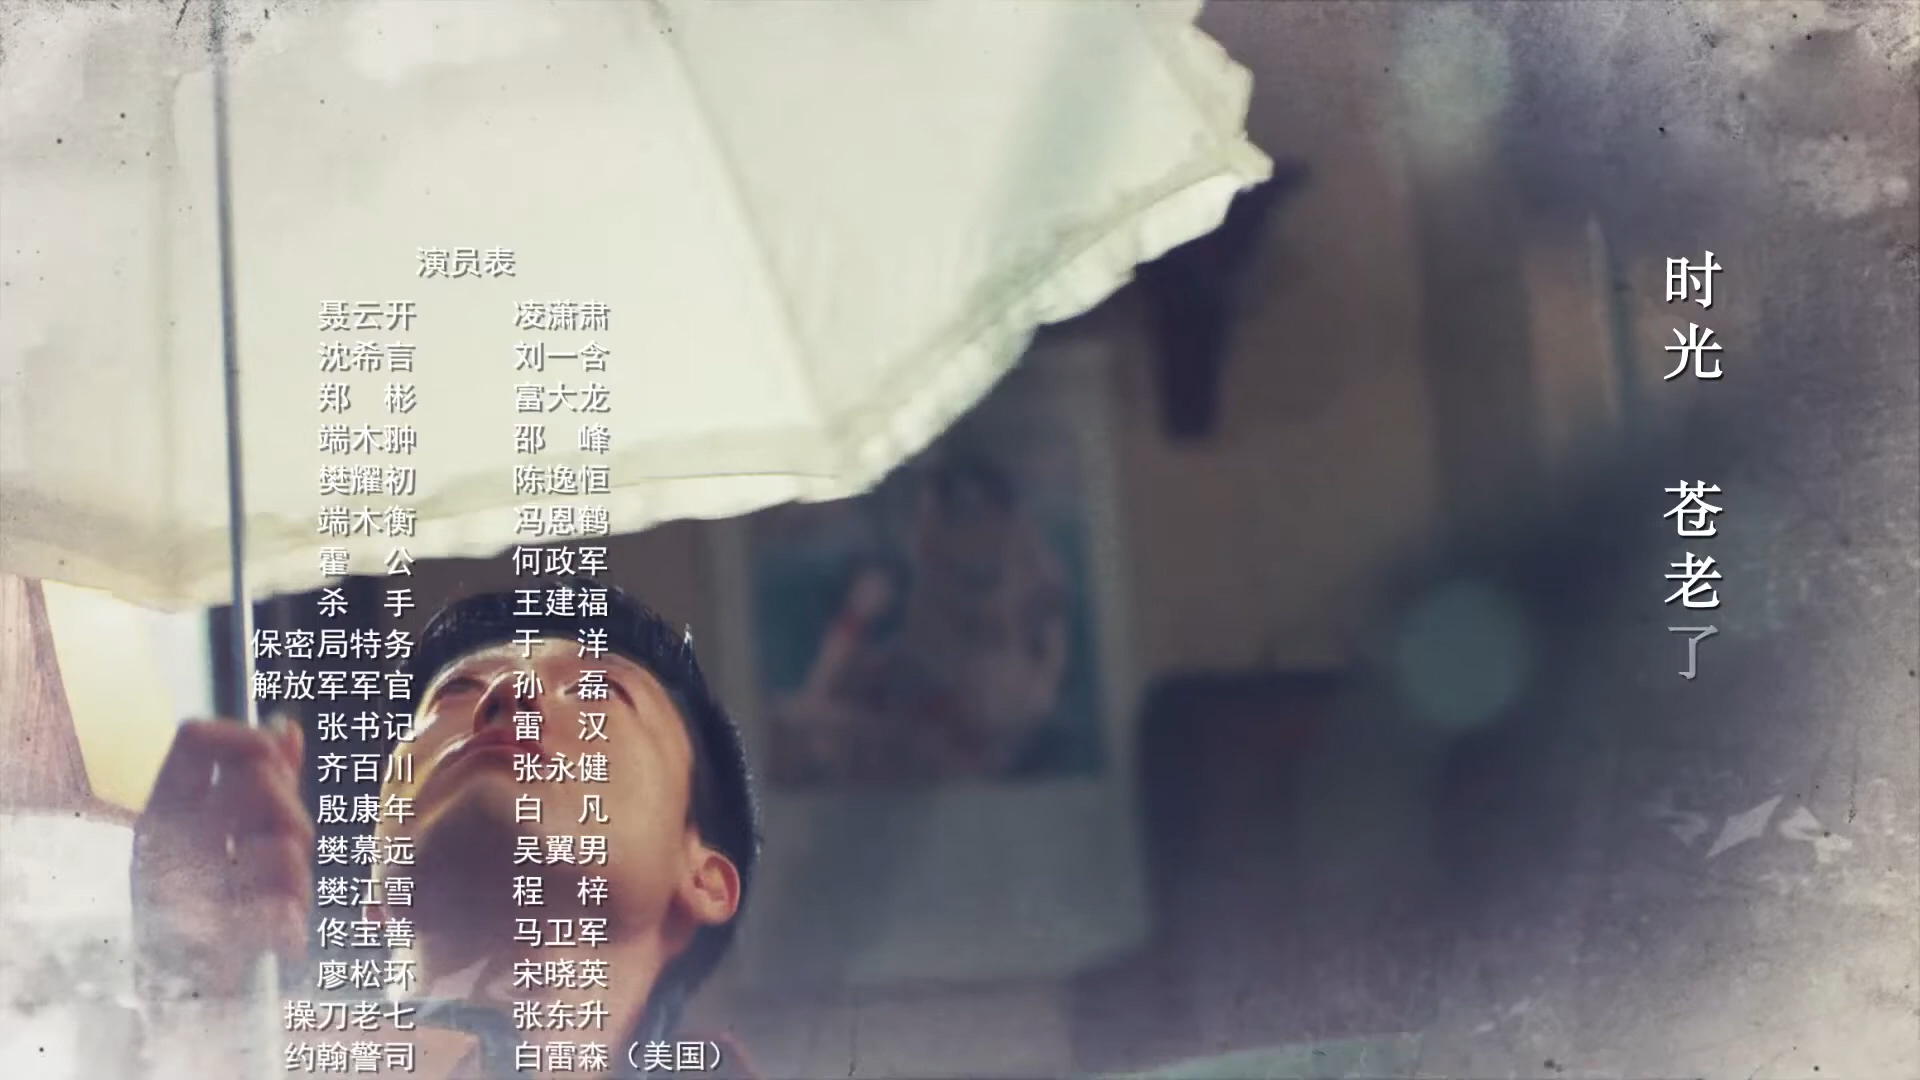 演员表
聂云开 凌潇肃
沈希言 刘一含
郑 彬 富大龙
端木翀 邵 峰
樊耀初 陈逸恒
端木衡 冯恩鹤
霍 公 何政军
杀 手 王建福
保密局特务 于 洋
解放军军官 孙 磊
张书记 雷 汉
齐百川 张永健
殷康年 白 凡
樊慕远 吴翼男
樊江雪 程 梓
佟宝善 马卫军
廖松环 宋晓英
操刀老七 张东升
约翰警司 白雷森（美国）
时光 苍老了